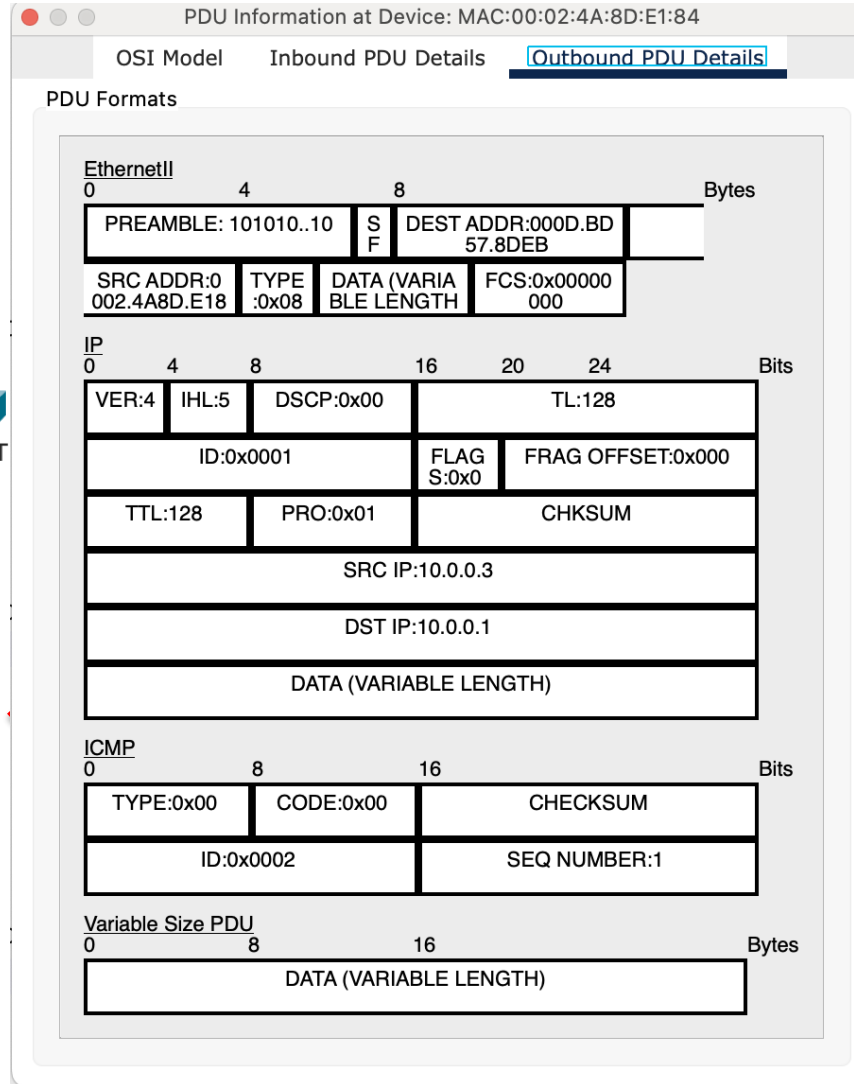 PDU Information at Device: MAC:00:02:4A:8D:E1:84
OSI Model Inbound PDU Details Outbound PDU Details
PDU Formats
EthernetII
0 4 8 Bytes
PREAMBLE: 101010..10 S DEST ADDR:000D.BD
F 57.8DEB
SRC ADDR:0 TYPE DATA (VARIA FCS:0x00000
002.4A8D.E18 :0x08 BLE LENGTH 000
IP
0 4 8 16 20 24 Bits
VER:4 IHL:5 DSCP:0x00 TL:128
ID:0x0001 FLAG FRAG OFFSET:0x000
S:0x0
TTL:128 PRO:0x01 CHKSUM
SRC IP:10.0.0.3
DST IP:10.0.0.1
DATA (VARIABLE LENGTH)
ICMP
0 8 16 Bits
TYPE:0x00 CODE:0x00 CHECKSUM
ID:0x0002 SEQ NUMBER:1
Variable Size PDU
0 8 16 Bytes
DATA (VARIABLE LENGTH)